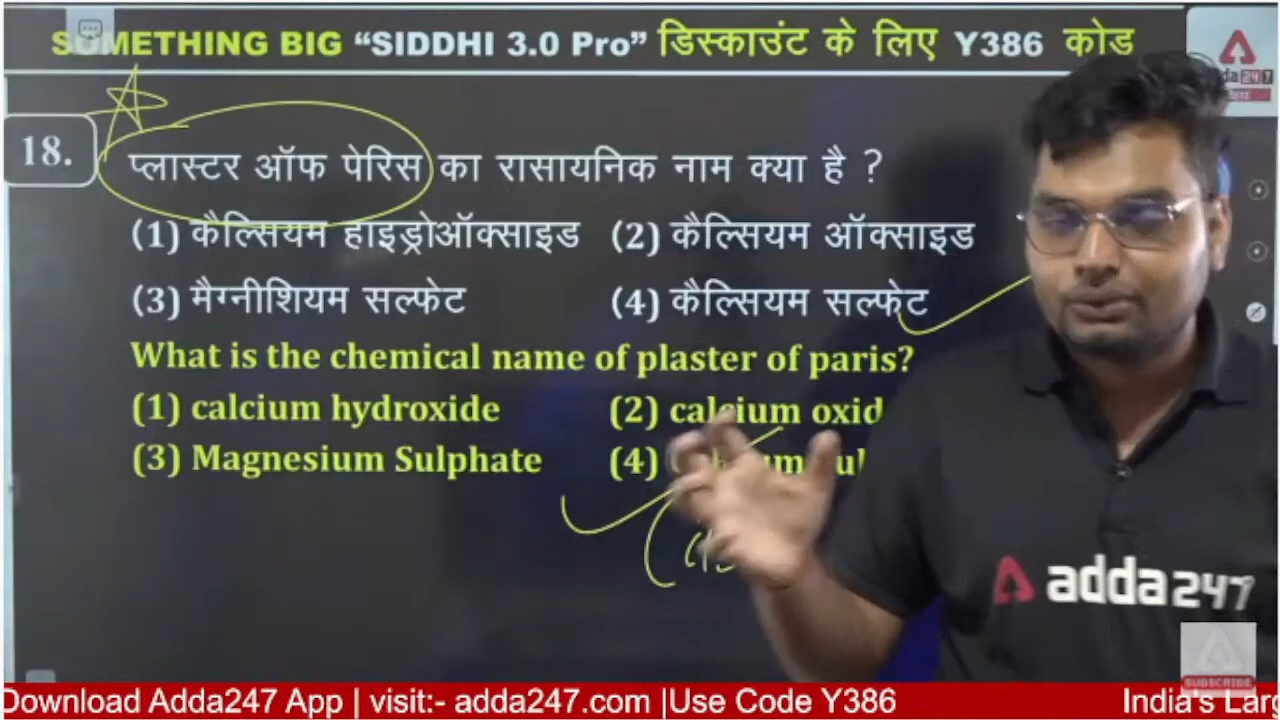 SOMETHING BIG “SIDDHI 3.0 Pro” डिस्काउंट के लिए Y386 कोड
18.
प्लास्टर ऑफ पेरिस का रासायनिक नाम क्या है ?
(1) कैल्सियम हाइड्रोऑक्साइड (2) कैल्सियम ऑक्साइड
(3) मैग्नीशियम सल्फेट (4) कैल्सियम सल्फेट
What is the chemical name of plaster of paris?
(1) calcium hydroxide (2) calcium oxid
(3) Magnesium Sulphate (4)
adda247
SUBSCRIBE
Download Adda247 App | visit:- adda247.com |Use Code Y386 India's Larg